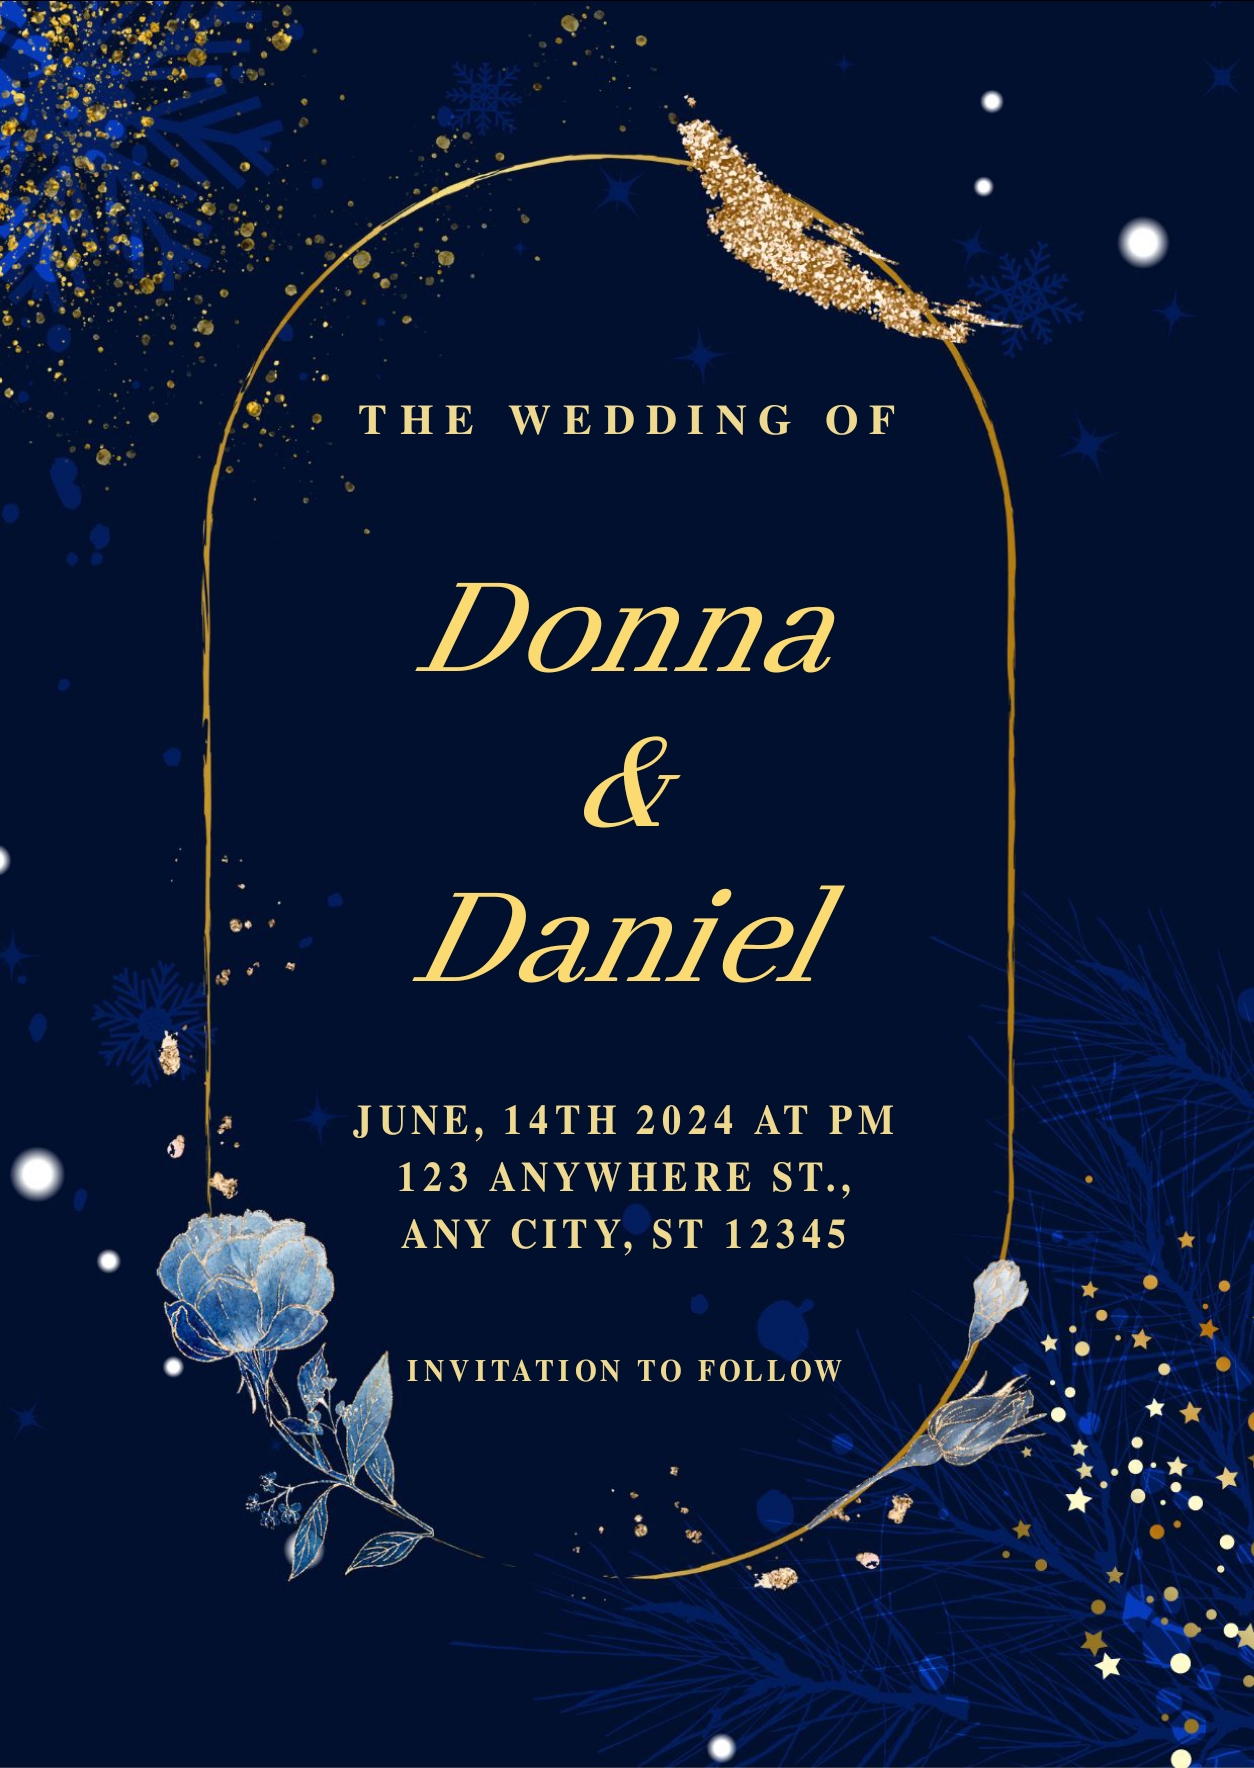 THE WEDDING OF
Donna
&
Daniel
JUNE, 14TH 2024 AT PM
123 ANYWHERE ST.,
ANY CITY, ST 12345
INVITATION TO FOLLOW